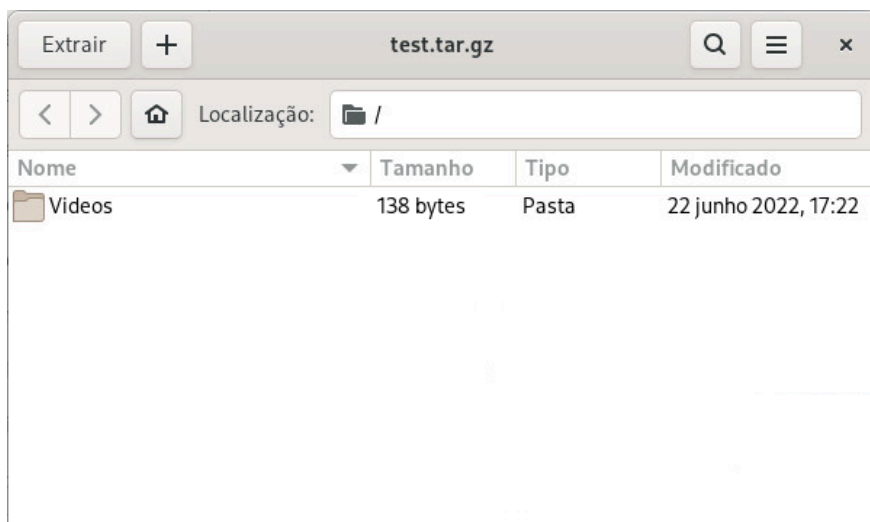 Extrair + test.tar.gz ×
Localização: /
Nome Tamanho Tipo Modificado
Videos 138 bytes Pasta 22 junho 2022, 17:22